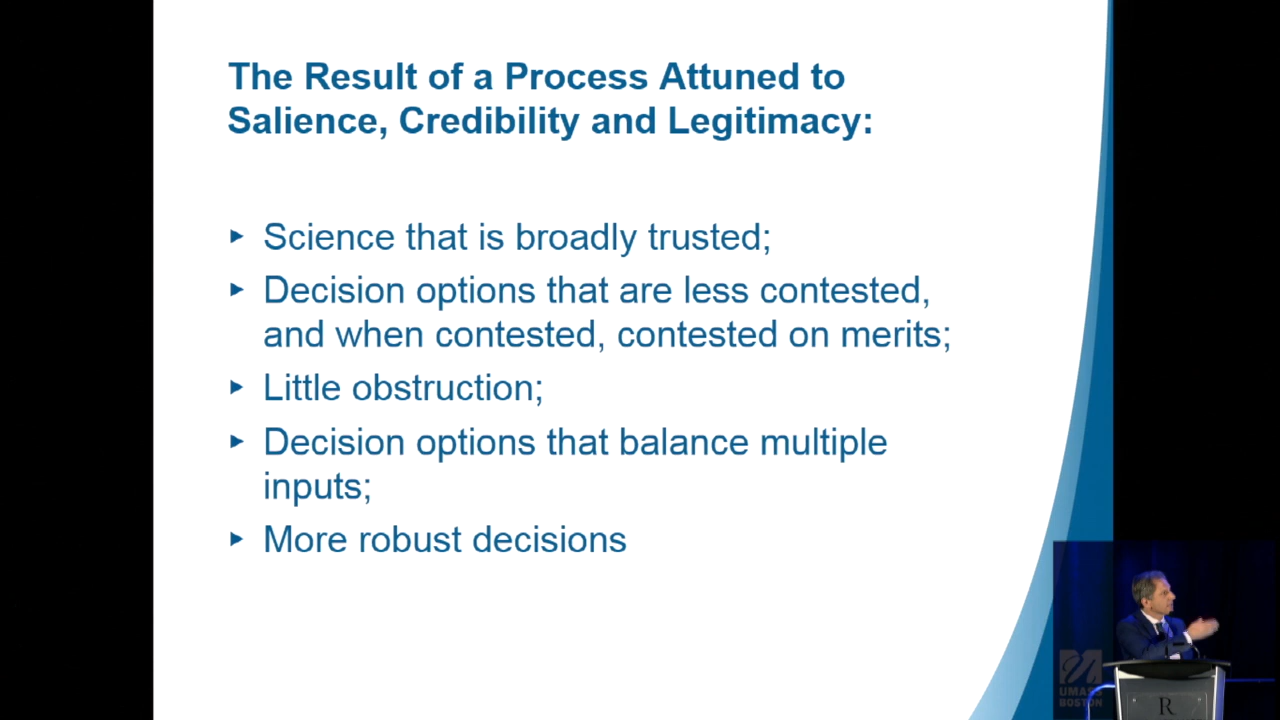 The Result of a Process Attuned to
Salience, Credibility and Legitimacy:
▸ Science that is broadly trusted;
▸ Decision options that are less contested,
and when contested, contested on merits;
▸ Little obstruction;
▸ Decision options that balance multiple
inputs;
▸ More robust decisions
UMASS
BOSTON
R